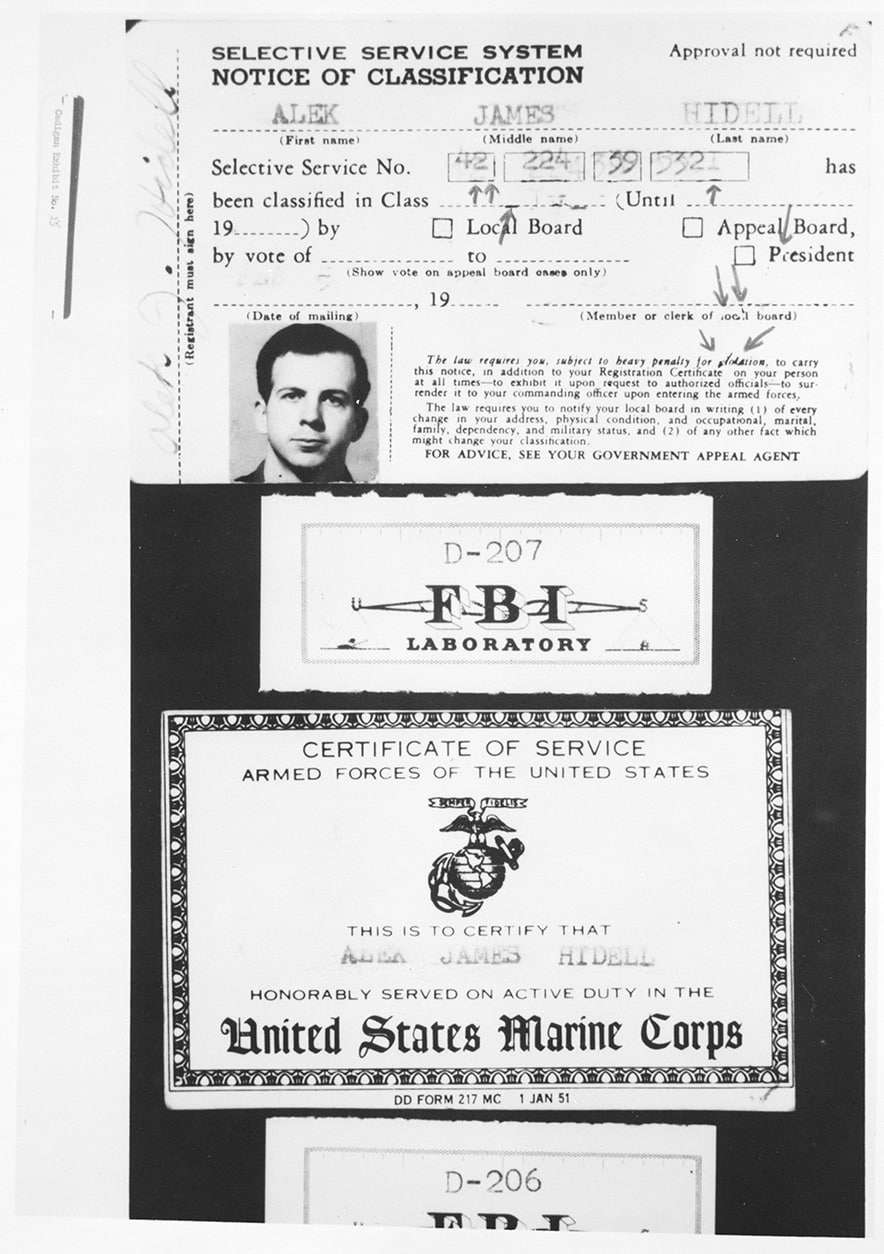 Cadigan Exhibit No. 15
SELECTIVE SERVICE SYSTEM
Approval not required
NOTICE OF CLASSIFICATION
ALEK JAMES HIDELL
(First name) (Middle name) (Last name)
Selective Service No. 42 224 39 5321 has
been classified in Class (Until
19 ) by Local Board Appeal Board,
by vote of to President
(Show vote on appeal board cases only)
, 19
(Date of mailing) (Member or clerk of local board)
(Registrant must sign here)
Alek J. Hidell
The law requires you, subject to heavy penalty for violation, to carry
this notice, in addition to your Registration Certificate on your person
at all times—to exhibit it upon request to authorized officials—to sur-
render it to your commanding officer upon entering the armed forces.
The law requires you to notify your local board in writing (1) of every
change in your address, physical condition, and occupational, marital,
family, dependency, and military status, and (2) of any other fact which
might change your classification.
FOR ADVICE, SEE YOUR GOVERNMENT APPEAL AGENT
D-207
U FBI S
LABORATORY
CERTIFICATE OF SERVICE
ARMED FORCES OF THE UNITED STATES
SEMPER FIDELIS
THIS IS TO CERTIFY THAT
ALEK JAMES HIDELL
HONORABLY SERVED ON ACTIVE DUTY IN THE
United States Marine Corps
DD FORM 217 MC 1 JAN 51
D-206
FBI S